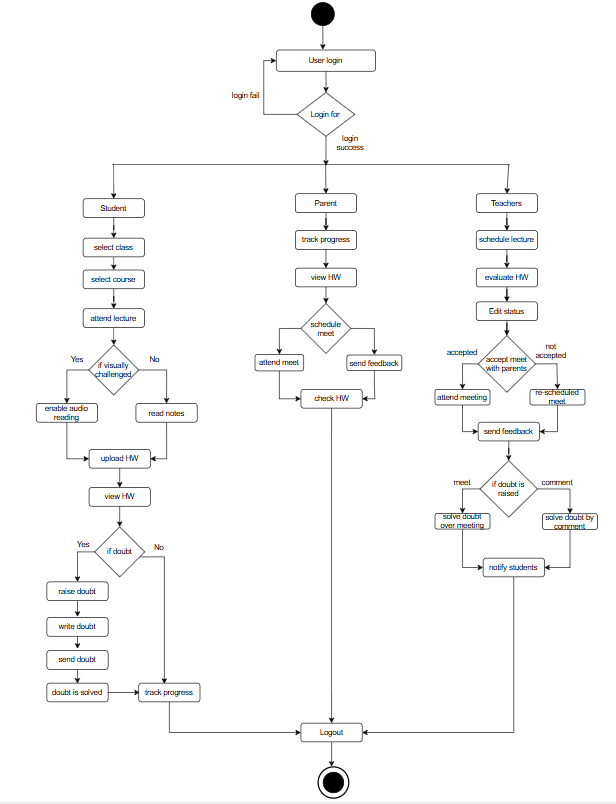 User login
login fail
Login for
login
success
Student
Parent
Teachers
select class
track progress
schedule lecture
select course
view HW
evaluate HW
attend lecture
schedule
meet
Edit status
Yes
if visually
challenged
No
attend meet
send feedback
accepted
accept meet
with parents
not
accepted
enable audio
reading
read notes
check HW
attend meeting
re-scheduled
meet
upload HW
send feedback
view HW
meet
if doubt is
raised
comment
Yes
if doubt
No
solve doubt
over meeting
solve doubt by
comment
raise doubt
notify students
write doubt
send doubt
doubt is solved
track progress
Logout